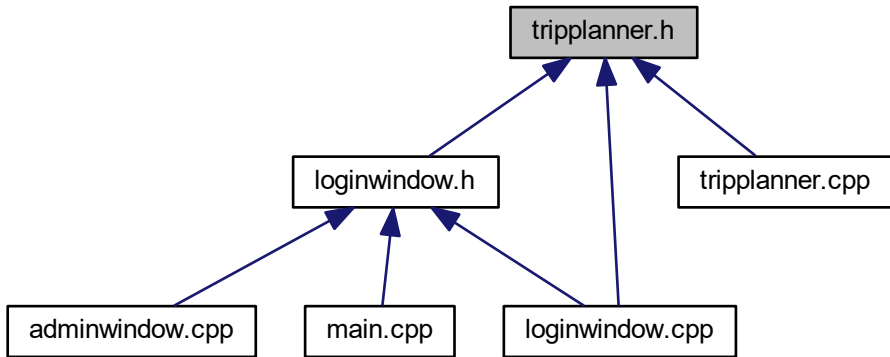 tripplanner.h
loginwindow.h
tripplanner.cpp
adminwindow.cpp
main.cpp
loginwindow.cpp